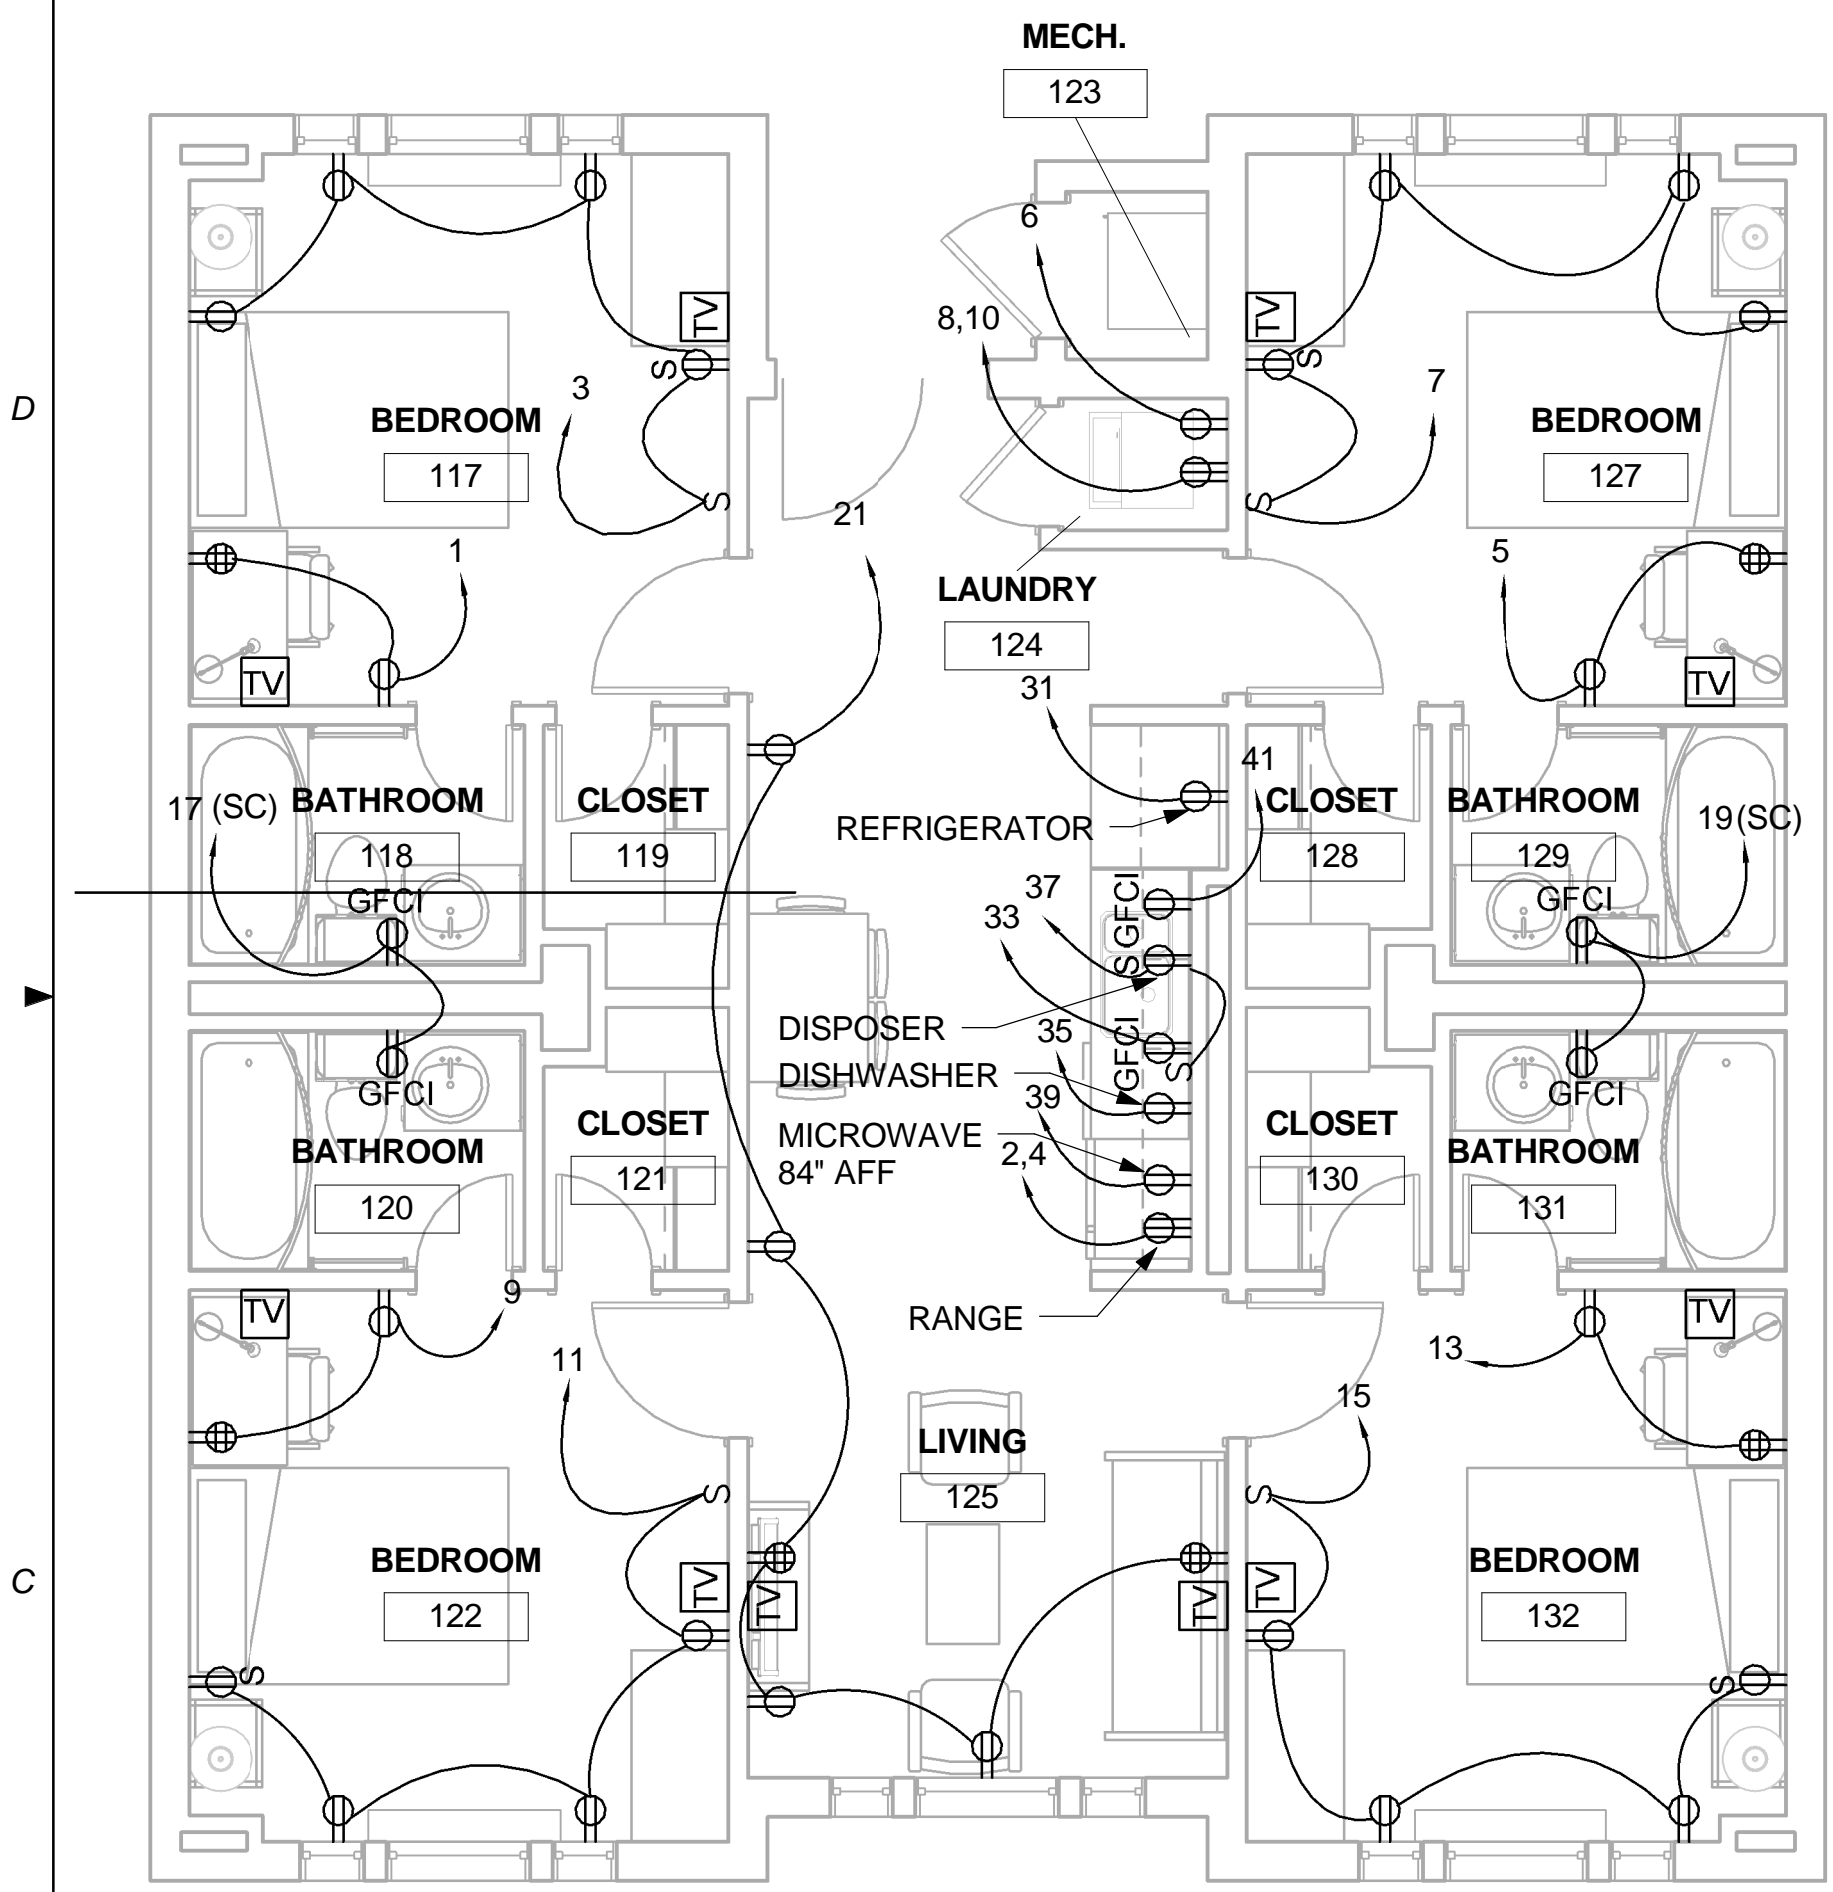 MECH.
123
6
8,10
TV
TV
S
S
3
7
D
BEDROOM
117
BEDROOM
127
S
S
21
1
5
LAUNDRY
124
TV
TV
31
41
17 (SC)
BATHROOM
118
CLOSET
119
REFRIGERATOR
CLOSET
128
BATHROOM
129
19(SC)
GFCI
GFCI
37
33
GFCI
S
DISPOSER
35
GFCI
S
DISHWASHER
39
GFCI
GFCI
MICROWAVE
84" AFF
2,4
CLOSET
121
CLOSET
130
BATHROOM
120
BATHROOM
131
9
TV
TV
RANGE
11
13
15
LIVING
125
S
S
BEDROOM
122
BEDROOM
132
C
TV
TV
TV
TV
S
S